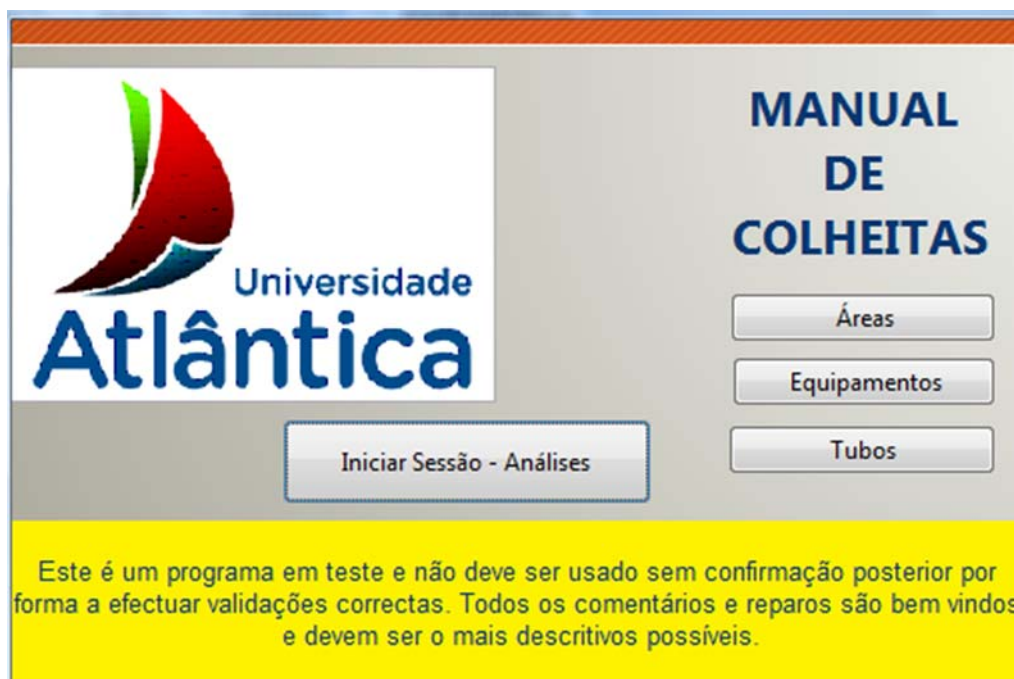 Universidade
Atlântica
MANUAL
DE
COLHEITAS
Áreas
Equipamentos
Tubos
Iniciar Sessão - Análises
Este é um programa em teste e não deve ser usado sem confirmação posterior por
forma a efectuar validações correctas. Todos os comentários e reparos são bem vindos
e devem ser o mais descritivos possíveis.